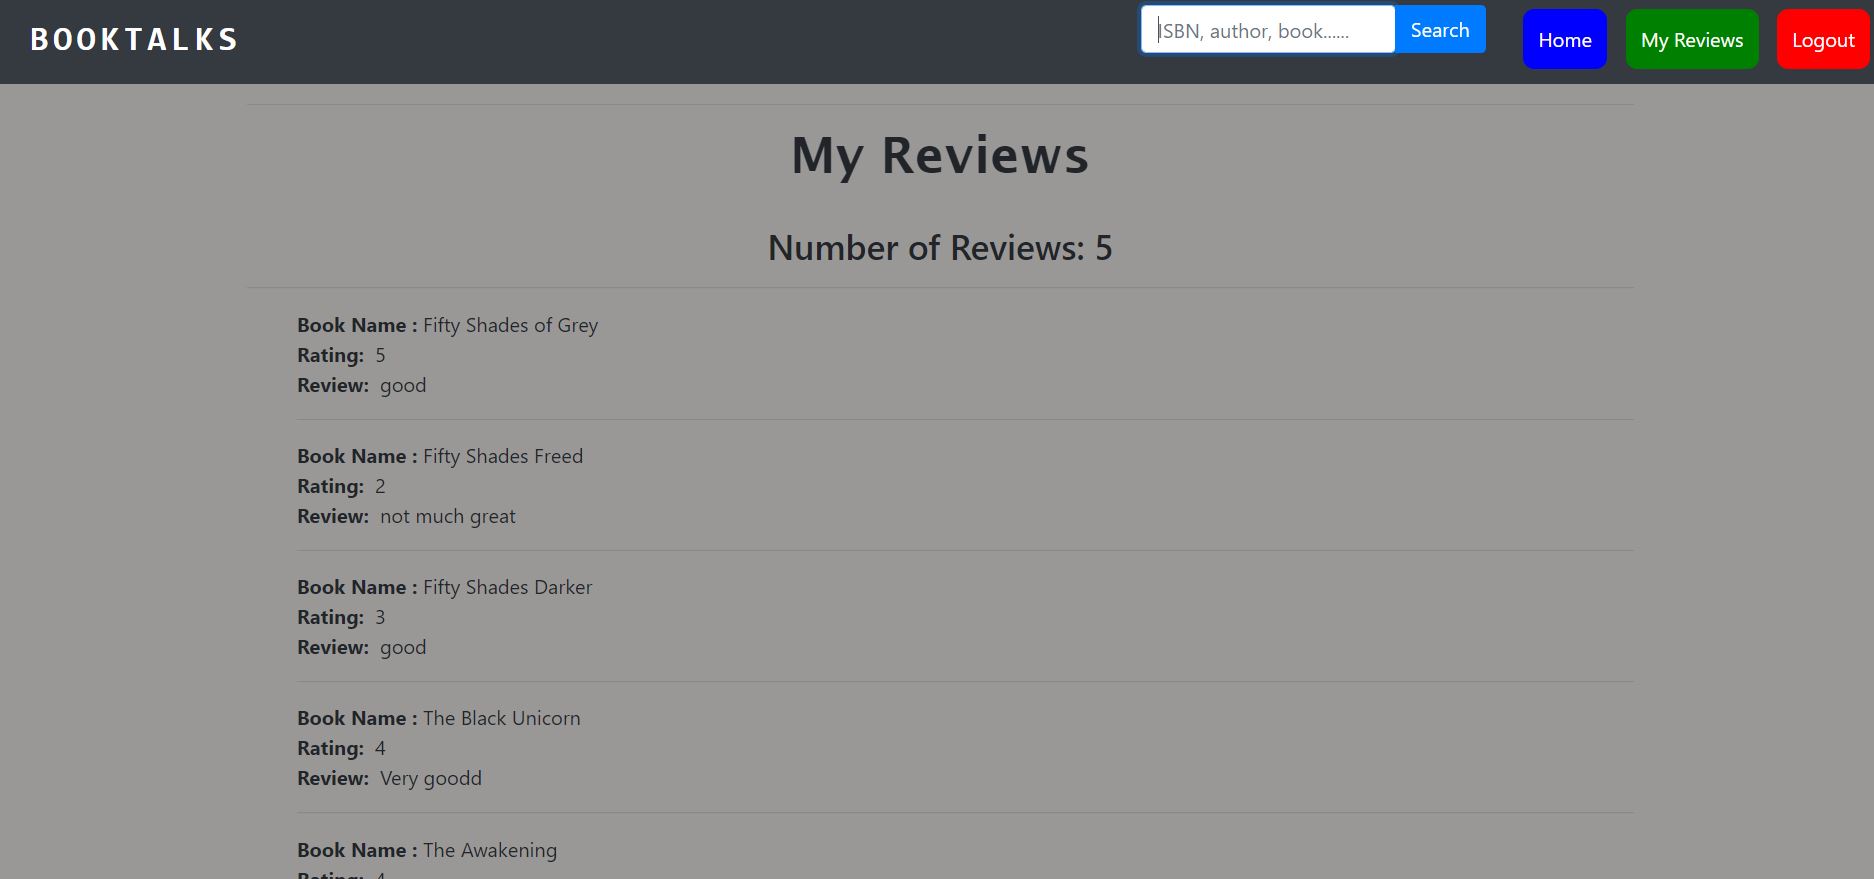 BOOKTALKS
ISBN, author, book...... Search Home My Reviews Logout
My Reviews
Number of Reviews: 5
Book Name : Fifty Shades of Grey
Rating: 5
Review: good
Book Name : Fifty Shades Freed
Rating: 2
Review: not much great
Book Name : Fifty Shades Darker
Rating: 3
Review: good
Book Name : The Black Unicorn
Rating: 4
Review: Very goodd
Book Name : The Awakening
Rating: 4